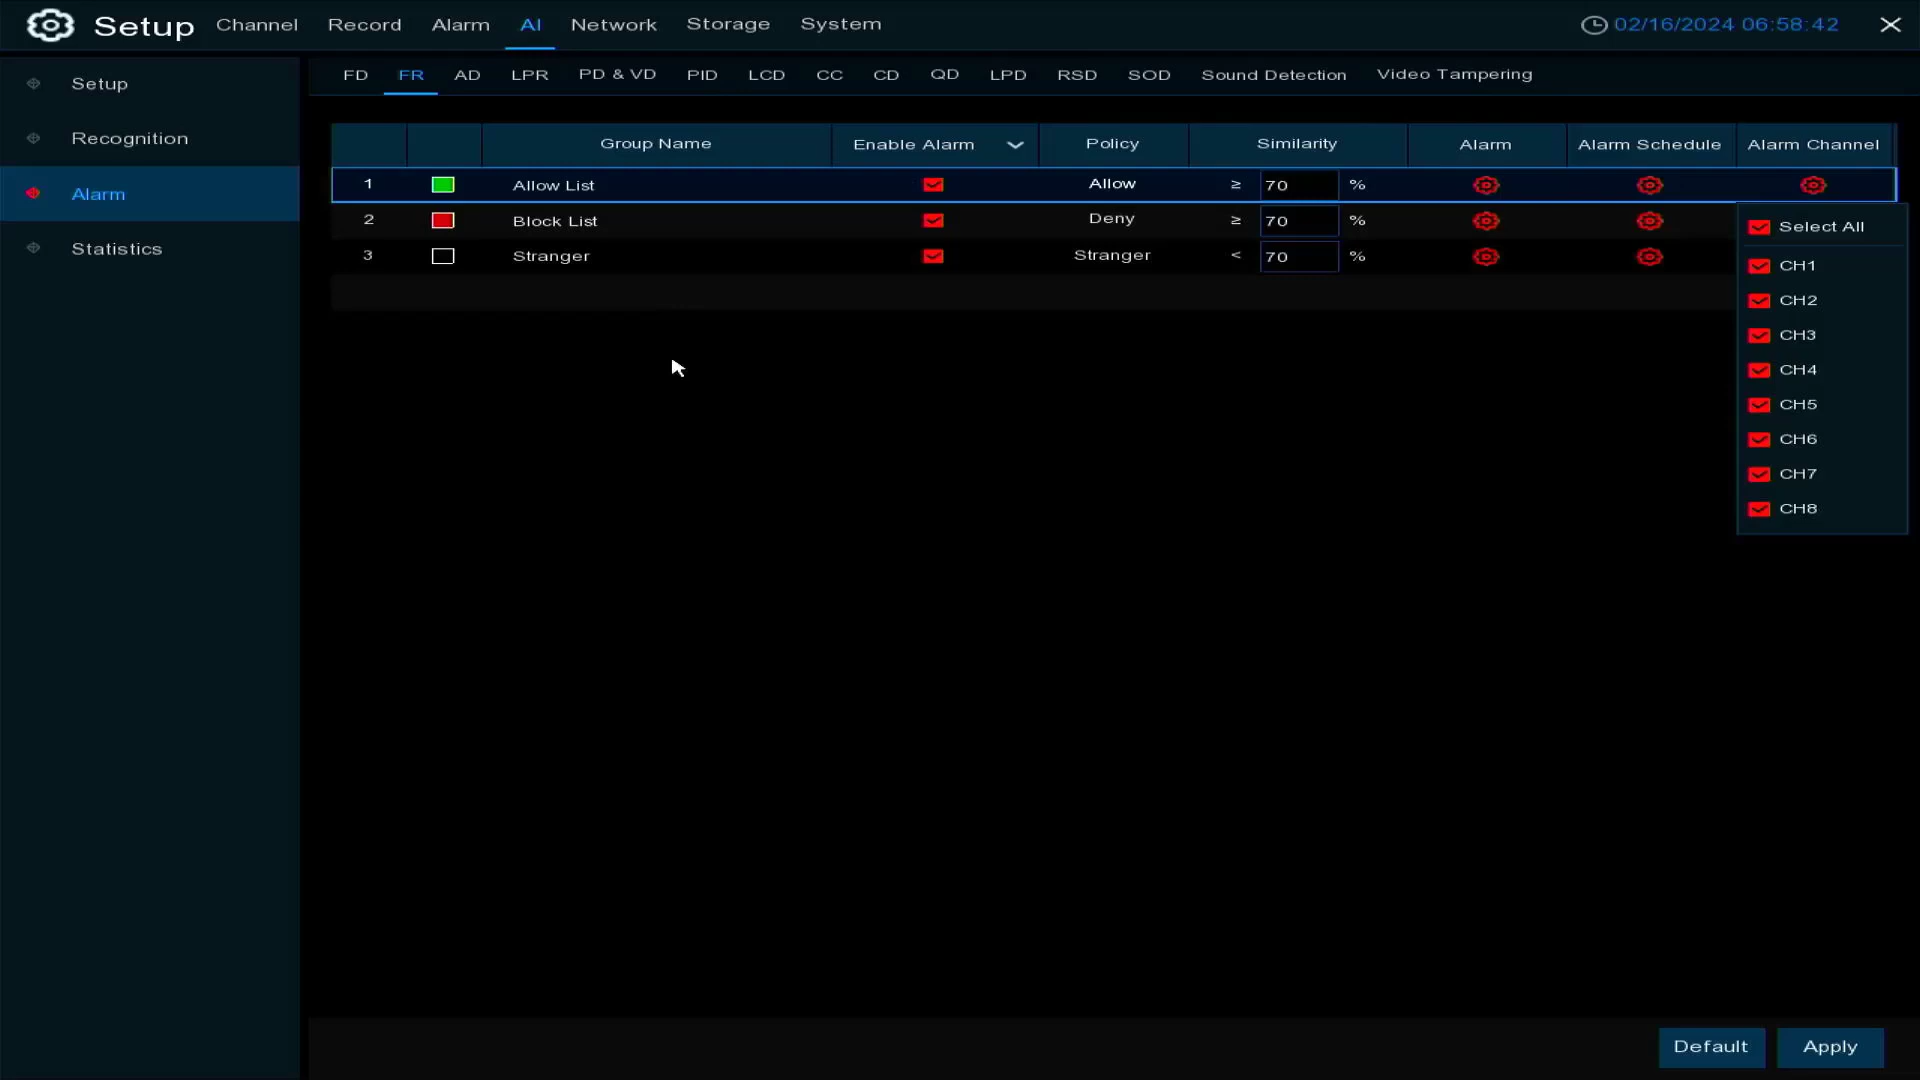 Setup Channel Record Alarm AI Network Storage System 02/16/2024 06:58:42
Setup
Recognition
Alarm
Statistics
FD FR AD LPR PD & VD PID LCD CC CD QD LPD RSD SOD Sound Detection Video Tampering
Group Name Enable Alarm Policy Similarity Alarm Alarm Schedule Alarm Channel
1 Allow List Allow ≥ 70 %
2 Block List Deny ≥ 70 %
3 Stranger Stranger < 70 %
Select All
CH1
CH2
CH3
CH4
CH5
CH6
CH7
CH8
Default Apply